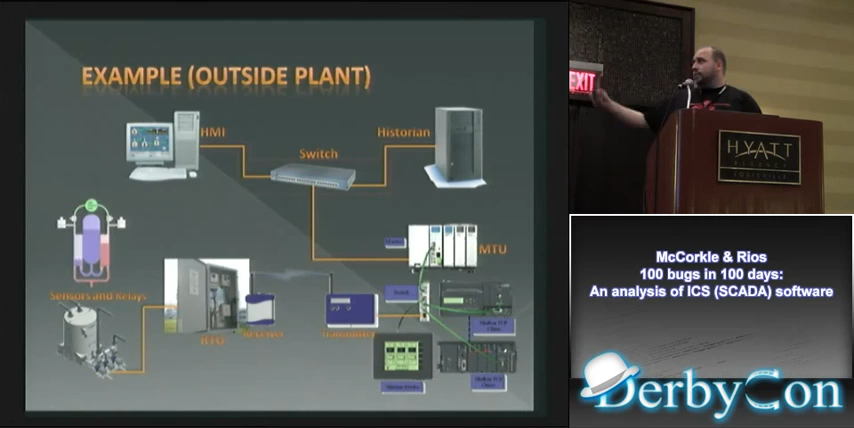 EXAMPLE (OUTSIDE PLANT)
HMI
Historian
Switch
MTU
Sensors and Relays
RTU
EXIT
HYATT
REGENCY
McCorkle & Rios
100 bugs in 100 days:
An analysis of ICS (SCADA) software
DerbyCon